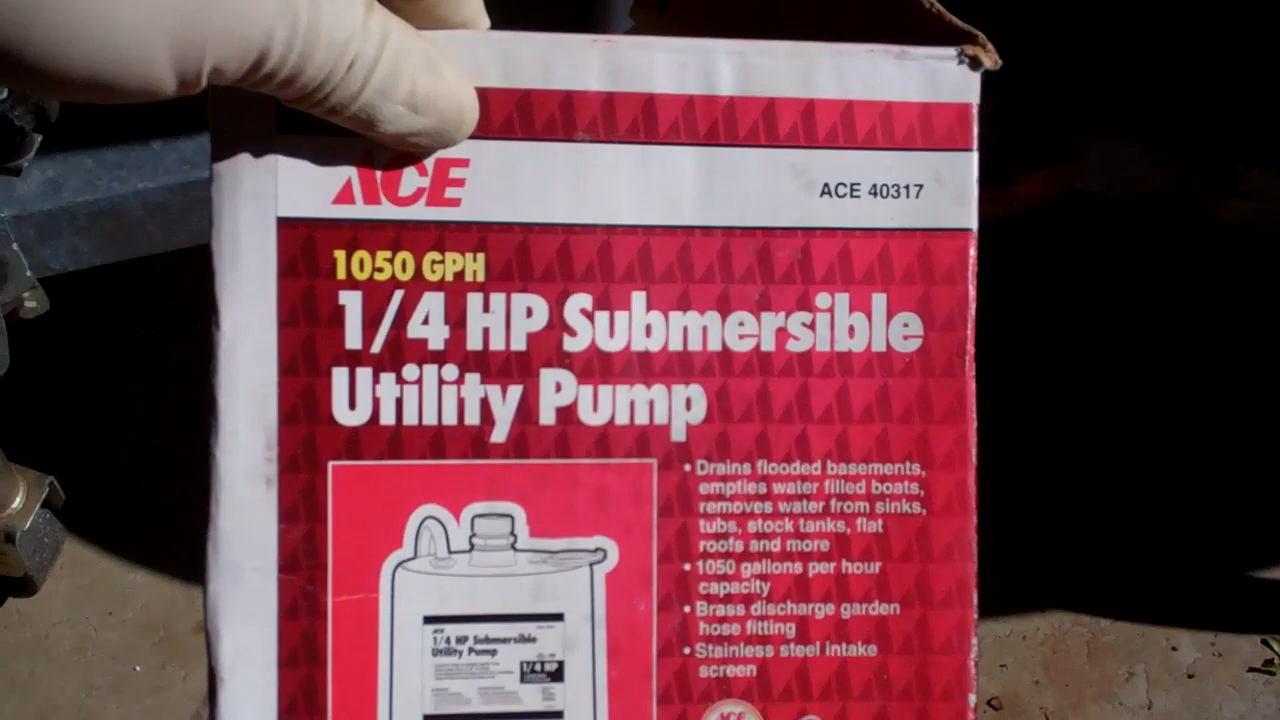 ACE
ACE 40317
1050 GPH
1/4 HP Submersible
Utility Pump
• Drains flooded basements,
empties water filled boats,
removes water from sinks,
tubs, stock tanks, flat
roofs and more
• 1050 gallons per hour
capacity
• Brass discharge garden
hose fitting
• Stainless steel intake
screen
ACE
1/4 HP Submersible
Utility Pump
1/4 HP
ACE